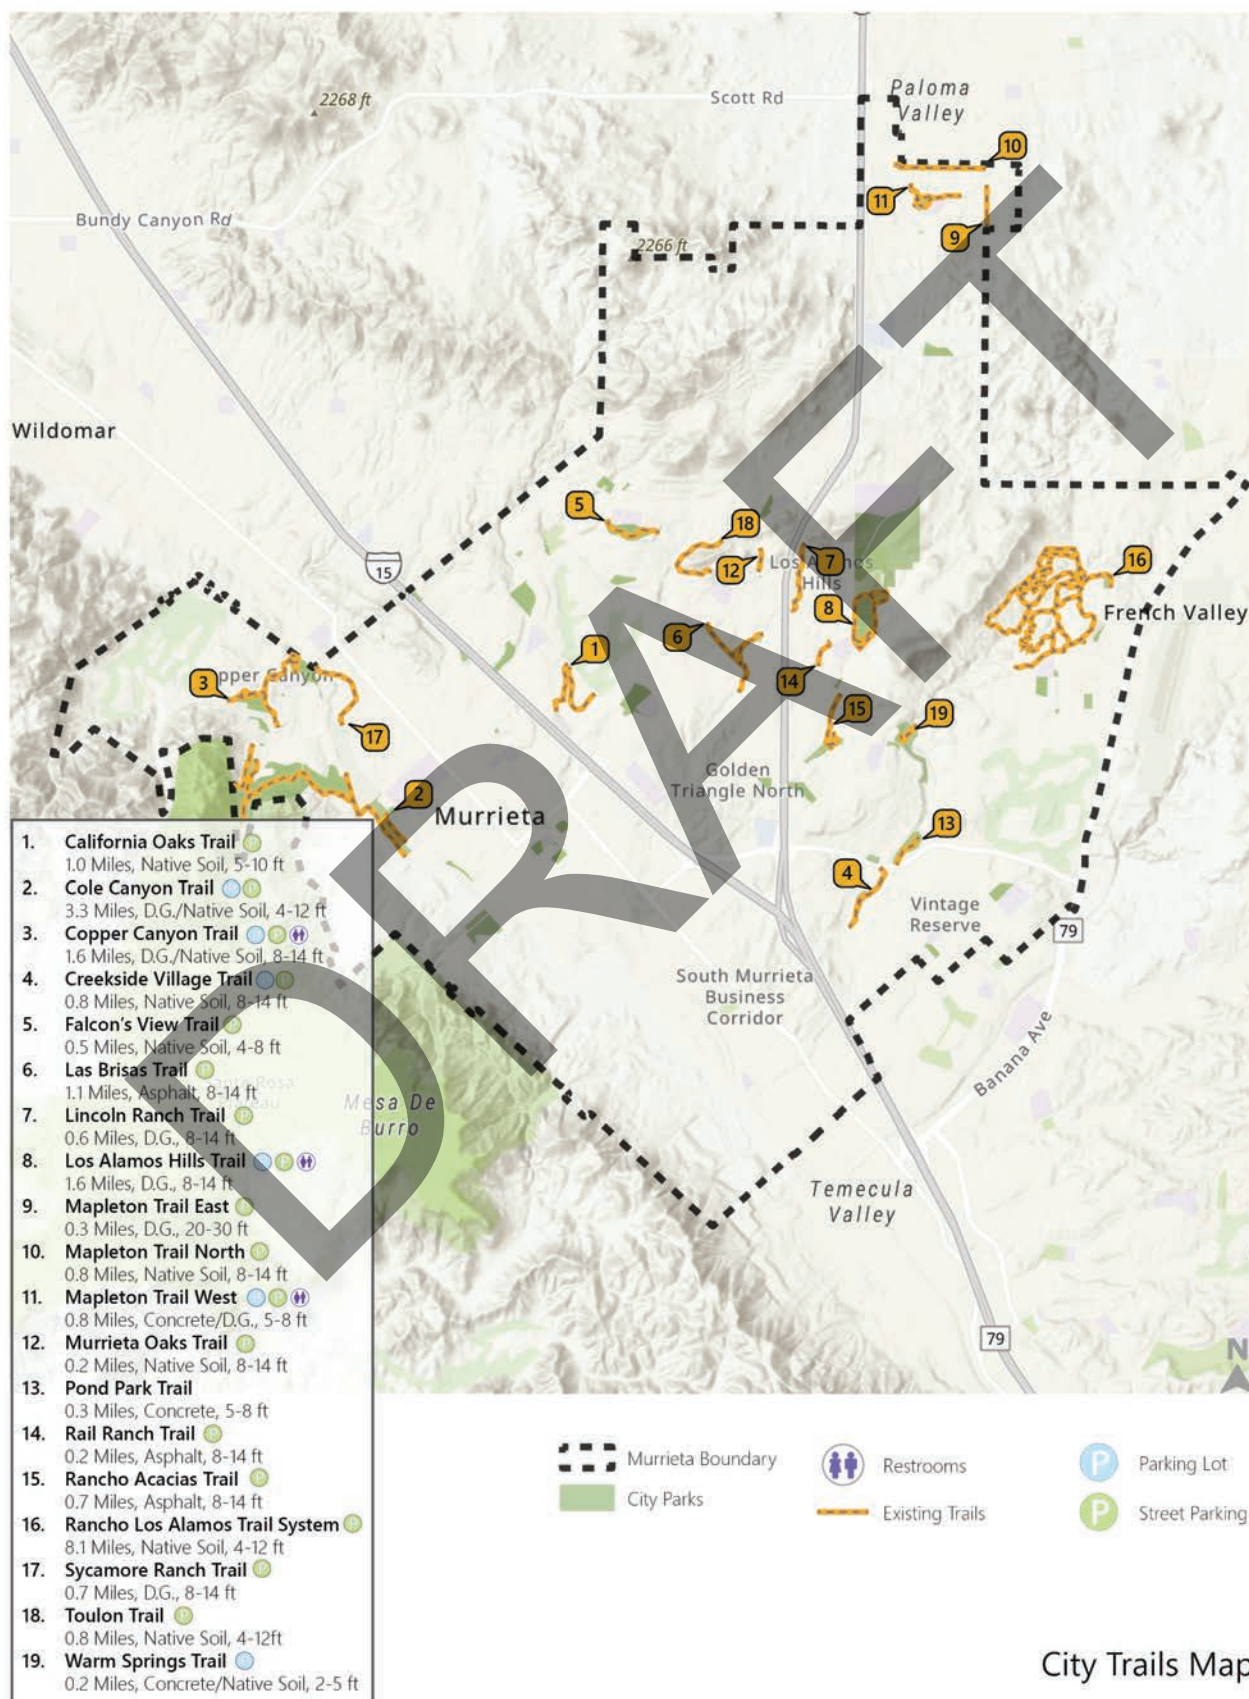 2268 ft
Scott Rd
Paloma
Valley
10
11
Bundy Canyon Rd
9
2266 ft
Wildomar
5
18
7
12
Los Alamos
Hills
16
15
8
French Valley
6
1
14
3
pper Canyon
15
19
17
Golden
Triangle North
2
Murrieta
13
4
Vintage
Reserve
79
South Murrieta
Business
Corridor
Banana Ave
Mesa De
Burro
Temecula
Valley
79
N
DRAFT
1. California Oaks Trail P
1.0 Miles, Native Soil, 5-10 ft
2. Cole Canyon Trail P P
3.3 Miles, D.G./Native Soil, 4-12 ft
3. Copper Canyon Trail P P
1.6 Miles, D.G./Native Soil, 8-14 ft
4. Creekside Village Trail P P
0.8 Miles, Native Soil, 8-14 ft
5. Falcon's View Trail P
0.5 Miles, Native Soil, 4-8 ft
6. Las Brisas Trail P
1.1 Miles, Asphalt, 8-14 ft
7. Lincoln Ranch Trail P
0.6 Miles, D.G., 8-14 ft
8. Los Alamos Hills Trail P P
1.6 Miles, D.G., 8-14 ft
9. Mapleton Trail East P
0.3 Miles, D.G., 20-30 ft
10. Mapleton Trail North P
0.8 Miles, Native Soil, 8-14 ft
11. Mapleton Trail West P P
0.8 Miles, Concrete/D.G., 5-8 ft
12. Murrieta Oaks Trail P
0.2 Miles, Native Soil, 8-14 ft
13. Pond Park Trail
0.3 Miles, Concrete, 5-8 ft
14. Rail Ranch Trail P
0.2 Miles, Asphalt, 8-14 ft
15. Rancho Acacias Trail P
0.7 Miles, Asphalt, 8-14 ft
16. Rancho Los Alamos Trail System P
8.1 Miles, Native Soil, 4-12 ft
17. Sycamore Ranch Trail P
0.7 Miles, D.G., 8-14 ft
18. Toulon Trail P
0.8 Miles, Native Soil, 4-12ft
19. Warm Springs Trail P
0.2 Miles, Concrete/Native Soil, 2-5 ft
Murrieta Boundary
City Parks
Restrooms
Existing Trails
P Parking Lot
P Street Parking
City Trails Map